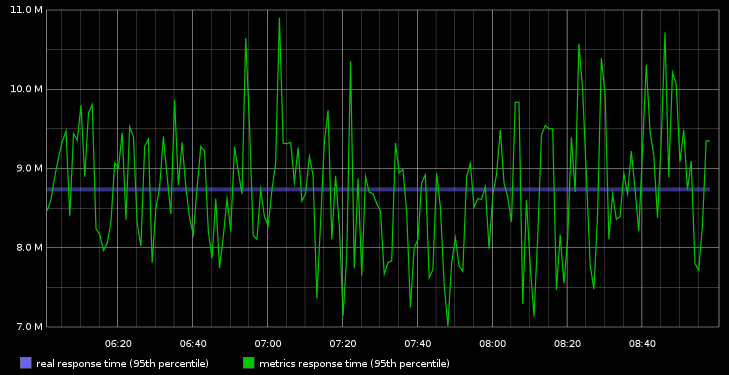 11.0 M
10.0 M
9.0 M
8.0 M
7.0 M
06:20 06:40 07:00 07:20 07:40 08:00 08:20 08:40
real response time (95th percentile) metrics response time (95th percentile)